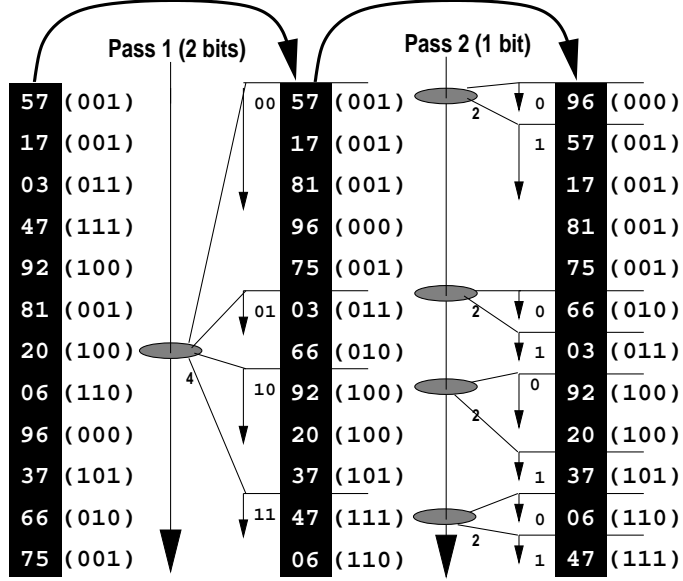 Pass 1 (2 bits) Pass 2 (1 bit)
57 (001) 00 57 (001) 2 0 96 (000)
17 (001) 17 (001) 1 57 (001)
03 (011) 81 (001) 17 (001)
47 (111) 96 (000) 81 (001)
92 (100) 75 (001) 75 (001)
81 (001) 01 03 (011) 2 0 66 (010)
20 (100) 4 66 (010) 1 03 (011)
06 (110) 10 92 (100) 2 0 92 (100)
96 (000) 20 (100) 20 (100)
37 (101) 37 (101) 1 37 (101)
66 (010) 11 47 (111) 0 06 (110)
75 (001) 06 (110) 2 1 47 (111)